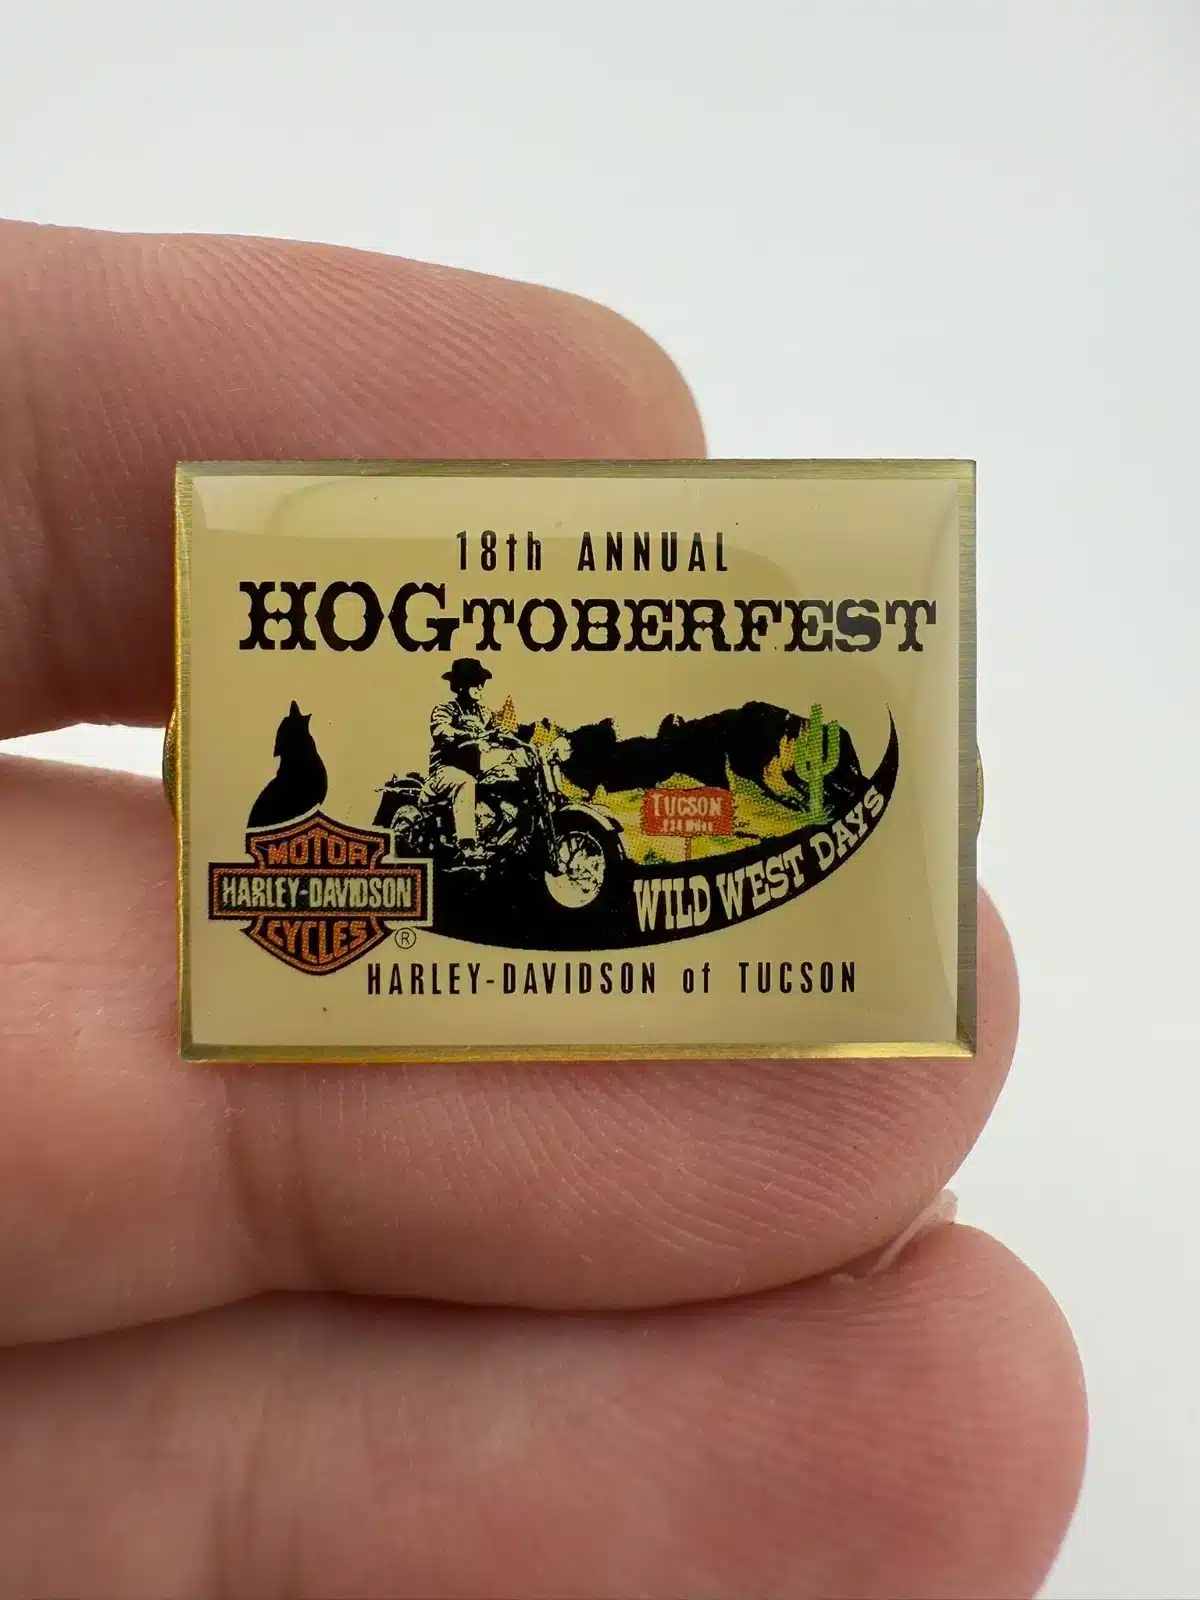 18th ANNUAL
HOGTOBERFEST
TUCSON
WILD WEST DAYS
MOTOR
HARLEY-DAVIDSON
CYCLES
®
HARLEY-DAVIDSON of TUCSON